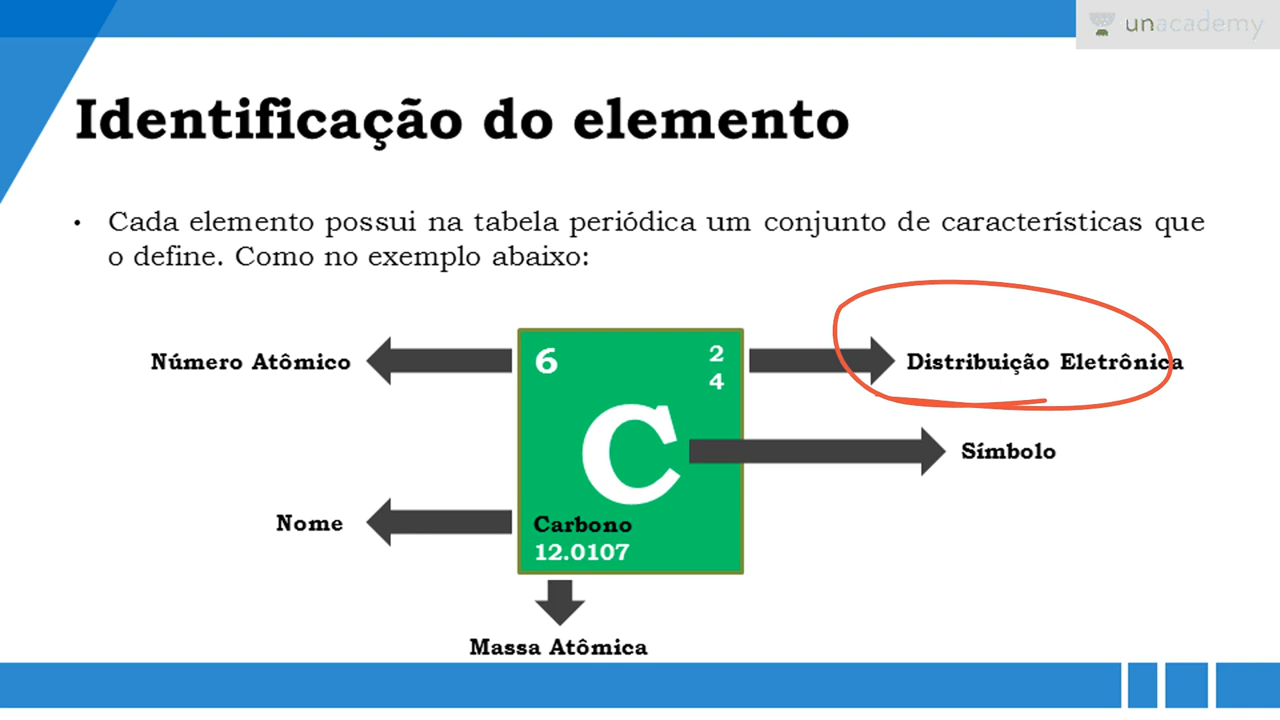 unacademy
Identificação do elemento
• Cada elemento possui na tabela periódica um conjunto de características que
o define. Como no exemplo abaixo:
Número Atômico
6
2
4
Distribuição Eletrônica
C
Símbolo
Nome
Carbono
12.0107
Massa Atômica